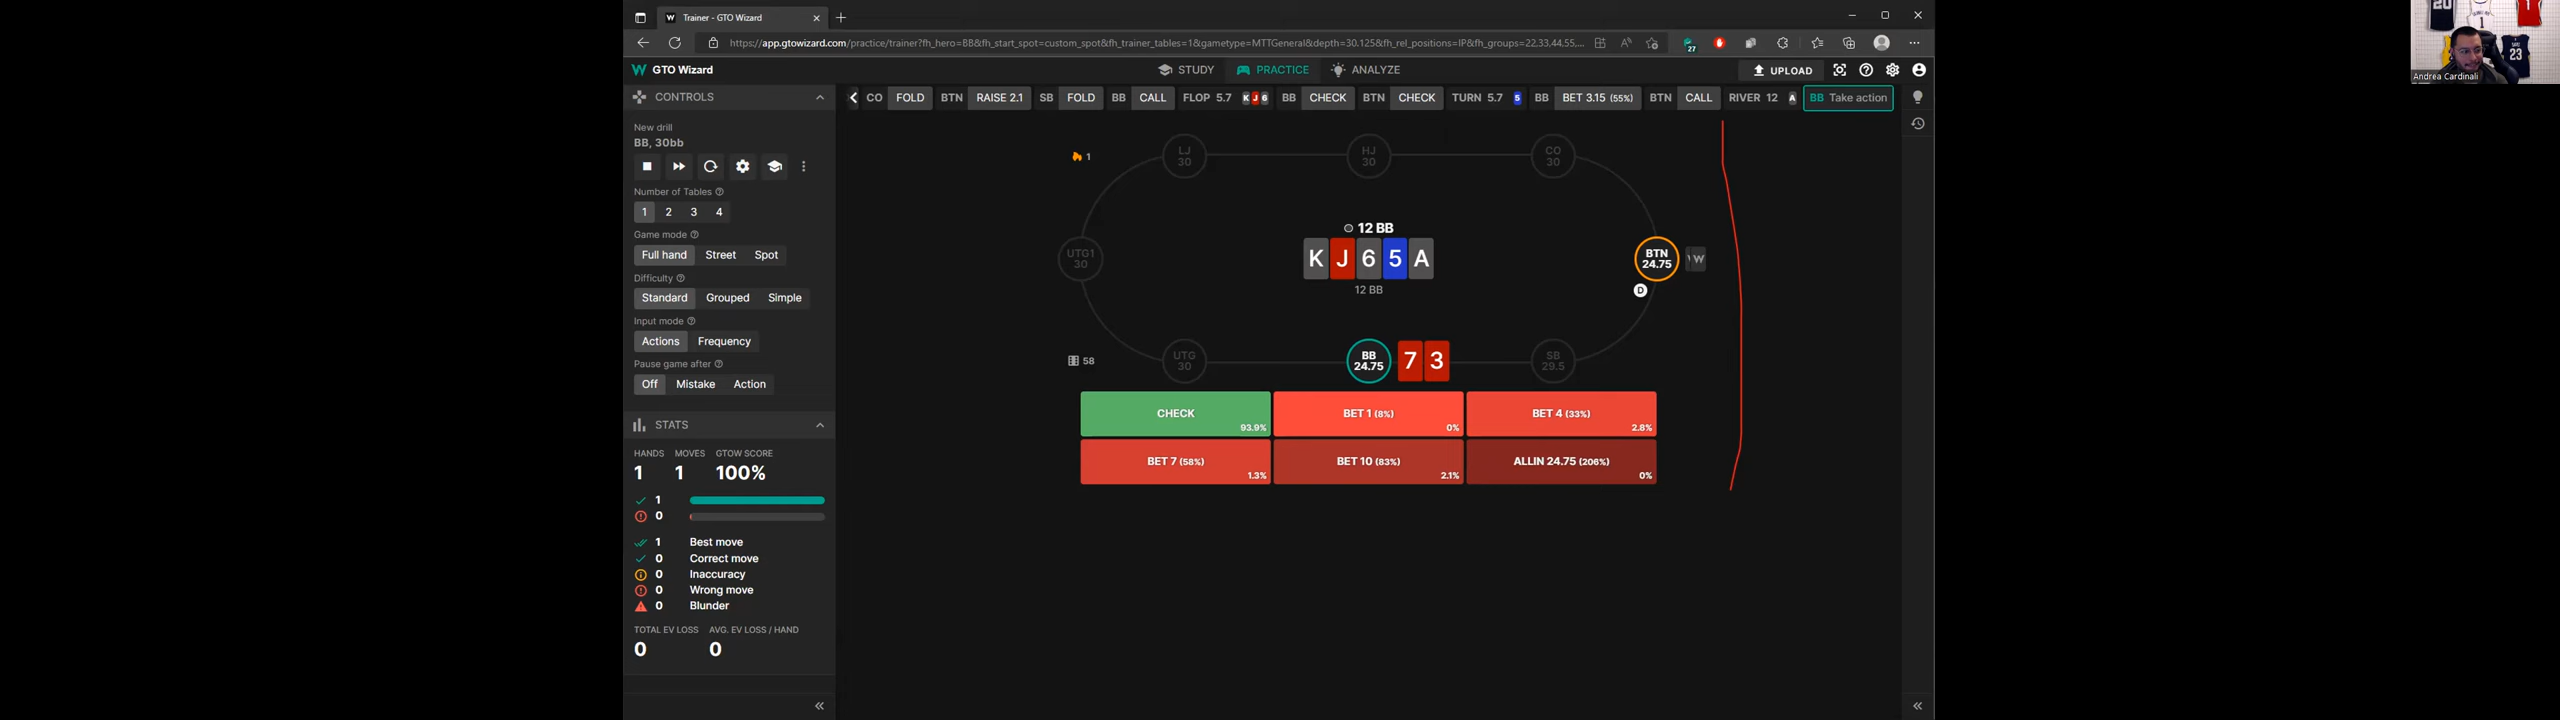 Trainer - GTO Wizard
https://app.gtowizard.com/practice/trainer?fh_hero=BB&fh_start_spot=custom_spot&fh_trainer_tables=1&gametype=MTTGeneral&depth=30.125&fh_rel_positions=IP&fh_groups=22,33,44,55,...
27
GTO Wizard
STUDY PRACTICE ANALYZE
UPLOAD
CONTROLS
CO FOLD BTN RAISE 2.1 SB FOLD BB CALL FLOP 5.7 K J 6 BB CHECK BTN CHECK TURN 5.7 5 BB BET 3.15 (55%) BTN CALL RIVER 12 A BB Take action
New drill
BB, 30bb
Number of Tables
1 2 3 4
Game mode
Full hand Street Spot
Difficulty
Standard Grouped Simple
Input mode
Actions Frequency
Pause game after
Off Mistake Action
STATS
HANDS MOVES GTOW SCORE
1 1 100%
1
0
1 Best move
0 Correct move
0 Inaccuracy
0 Wrong move
0 Blunder
TOTAL EV LOSS AVG. EV LOSS / HAND
0 0
1
LJ
30
HJ
30
CO
30
12 BB
K J 6 5 A
12 BB
UTG1
30
BTN
24.75
W
D
58
UTG
30
BB
24.75
7 3
SB
29.5
CHECK
93.9%
BET 1 (8%)
0%
BET 4 (33%)
2.8%
BET 7 (58%)
1.3%
BET 10 (83%)
2.1%
ALLIN 24.75 (206%)
0%
Andrea Cardinali
23
1